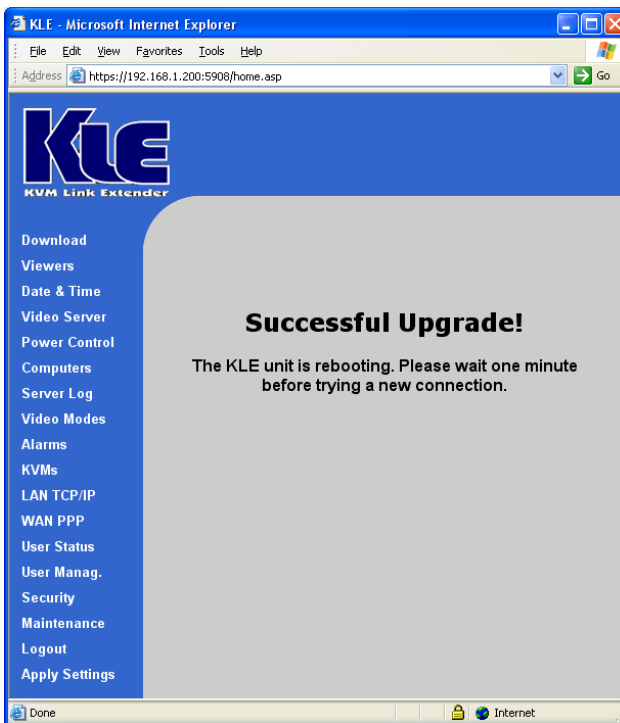 KLE - Microsoft Internet Explorer
File Edit View Favorites Tools Help
Address https://192.168.1.200:5908/home.asp Go
KLE
KVM Link Extender
Download
Viewers
Date & Time
Video Server
Power Control
Computers
Server Log
Video Modes
Alarms
KVMs
LAN TCP/IP
WAN PPP
User Status
User Manag.
Security
Maintenance
Logout
Apply Settings
Successful Upgrade!
The KLE unit is rebooting. Please wait one minute
before trying a new connection.
Done Internet